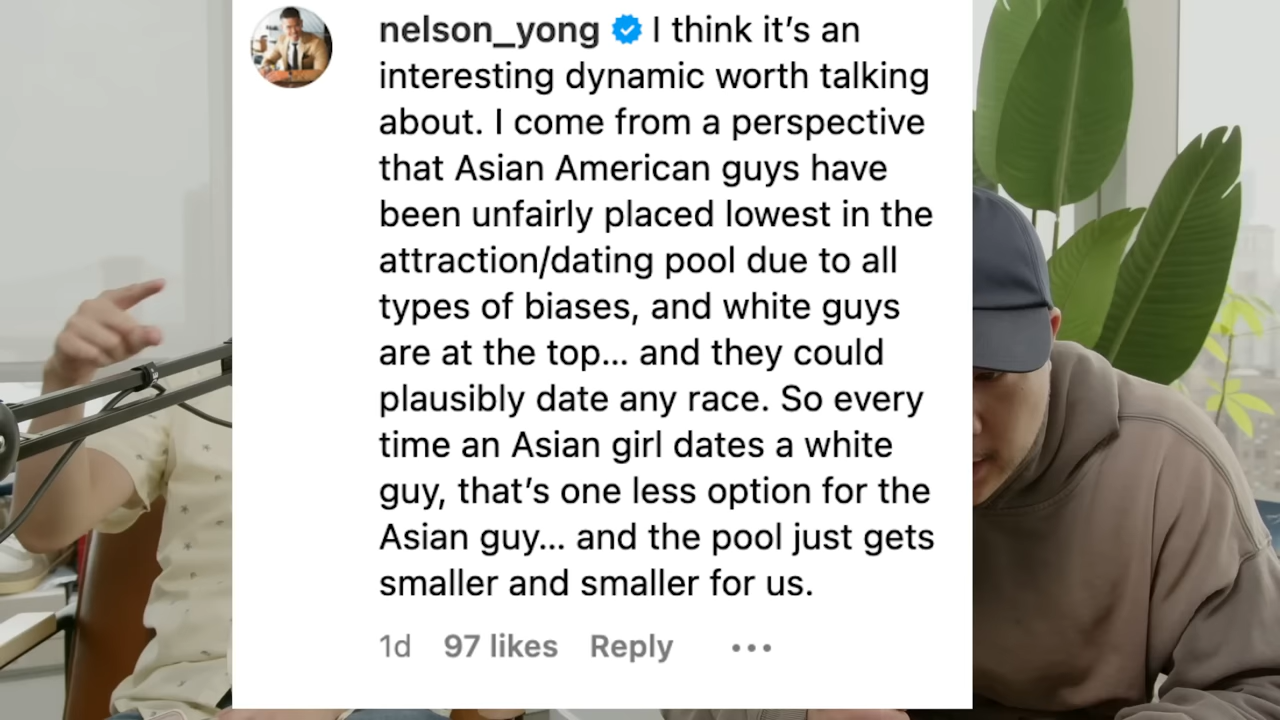 nelson_yong I think it’s an
interesting dynamic worth talking
about. I come from a perspective
that Asian American guys have
been unfairly placed lowest in the
attraction/dating pool due to all
types of biases, and white guys
are at the top... and they could
plausibly date any race. So every
time an Asian girl dates a white
guy, that’s one less option for the
Asian guy... and the pool just gets
smaller and smaller for us.
1d 97 likes Reply ...